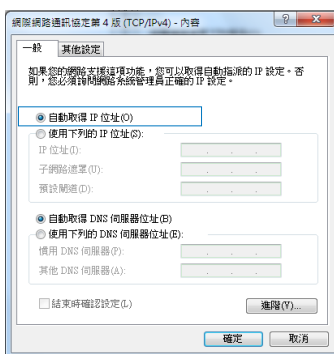 網際網路通訊協定第 4 版 (TCP/IPv4) - 內容
一般
其他設定
如果您的網路支援這項功能，您可以取得自動指派的 IP 設定。否
則，您必須詢問網路系統管理員正確的 IP 設定。
自動取得 IP 位址(O)
使用下列的 IP 位址(S):
IP 位址(I):
子網路遮罩(U):
預設閘道(D):
自動取得 DNS 伺服器位址(B)
使用下列的 DNS 伺服器位址(E):
慣用 DNS 伺服器(P):
其他 DNS 伺服器(A):
結束時確認設定(L)
進階(V)...
確定
取消